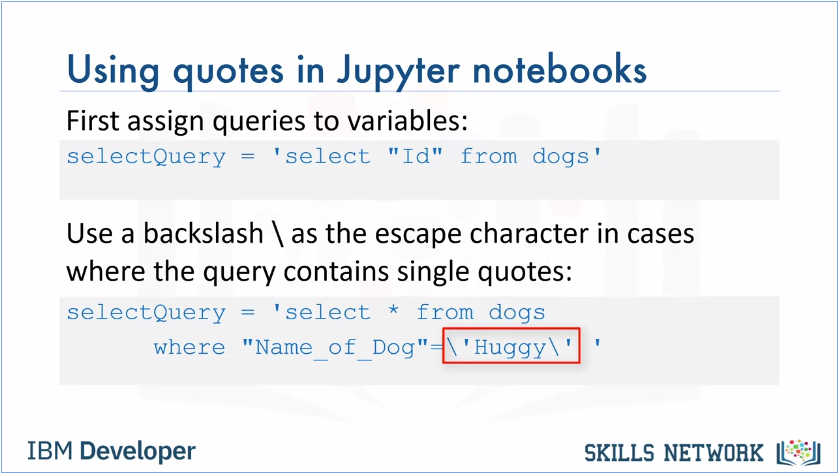 Using quotes in Jupyter notebooks
First assign queries to variables:
selectQuery = 'select "Id" from dogs'
Use a backslash \ as the escape character in cases
where the query contains single quotes:
selectQuery = 'select * from dogs
where "Name_of_Dog"=\'Huggy\' '
IBM Developer
SKILLS NETWORK